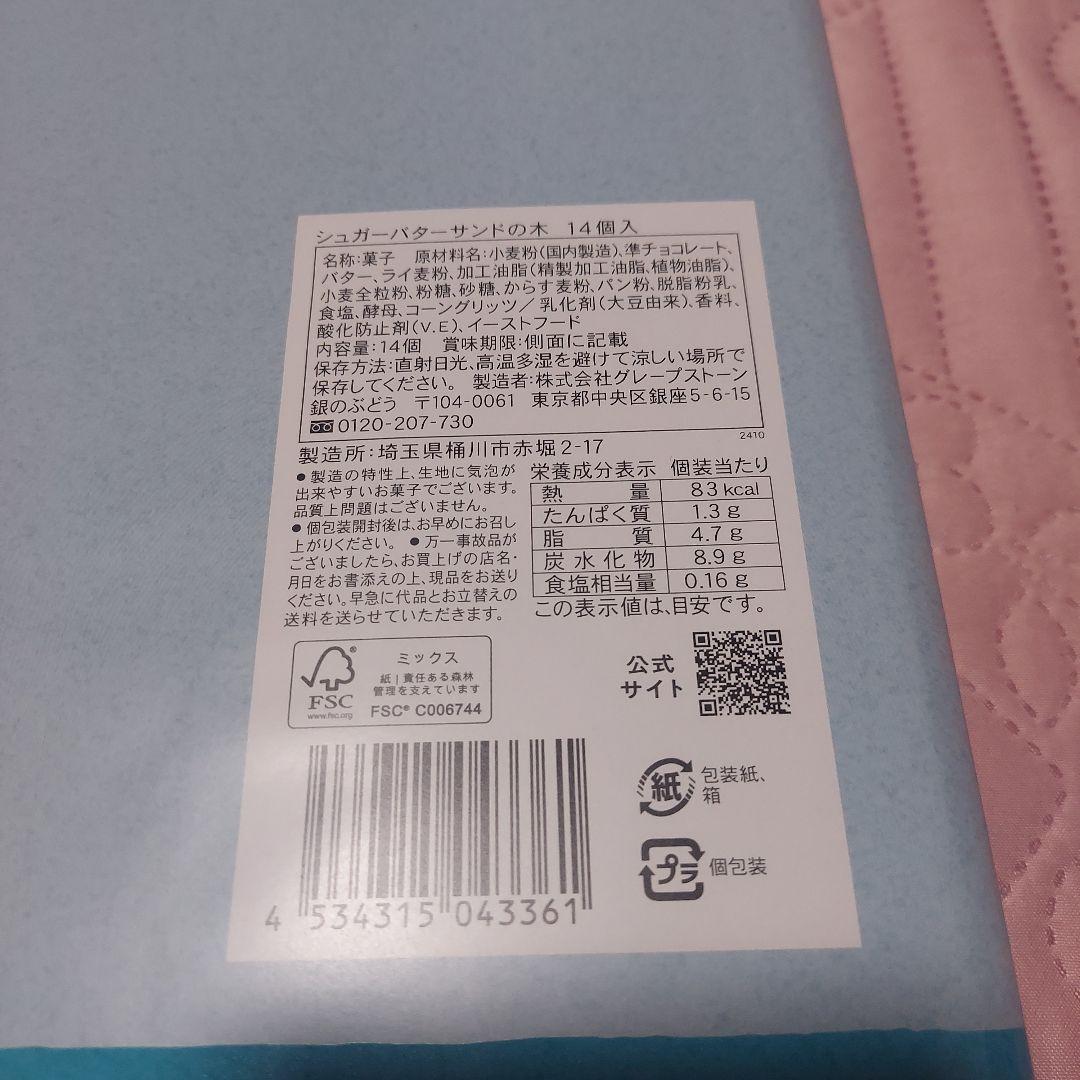 シュガーバターサンドの木 14個入
名称:菓子 原材料名:小麦粉(国内製造)、準チョコレート、
バター、ライ麦粉、加工油脂(精製加工油脂、植物油脂)、
小麦全粒粉、粉糖、砂糖、からす麦粉、パン粉、脱脂粉乳、
食塩、酵母、コーングリッツ/乳化剤(大豆由来)、香料、
酸化防止剤(V.E)、イーストフード
内容量:14個 賞味期限:側面に記載
保存方法:直射日光、高温多湿を避けて涼しい場所で
保存してください。 製造者:株式会社グレープストーン
銀のぶどう 〒104-0061 東京都中央区銀座5-6-15
0120-207-730
2410
製造所:埼玉県桶川市赤堀2-17
●製造の特性上、生地に気泡が
出来やすいお菓子でございます。
品質上問題はございません。
●個包装開封後は、お早めにお召し
上がりください。 ●万一事故品が
ございましたら、お買上げの店名・
月日をお書添えの上、現品をお送り
ください。早急に代品とお立替えの
送料を送らせていただきます。
栄養成分表示 個装当たり
熱量 83kcal
たんぱく質 1.3g
脂質 4.7g
炭水化物 8.9g
食塩相当量 0.16g
この表示値は、目安です。
FSC
www.fsc.org
ミックス
紙|責任ある森林
管理を支えています
FSC® C006744
公式
サイト
紙 包装紙、
箱
プラ 個包装
4 534315 043361